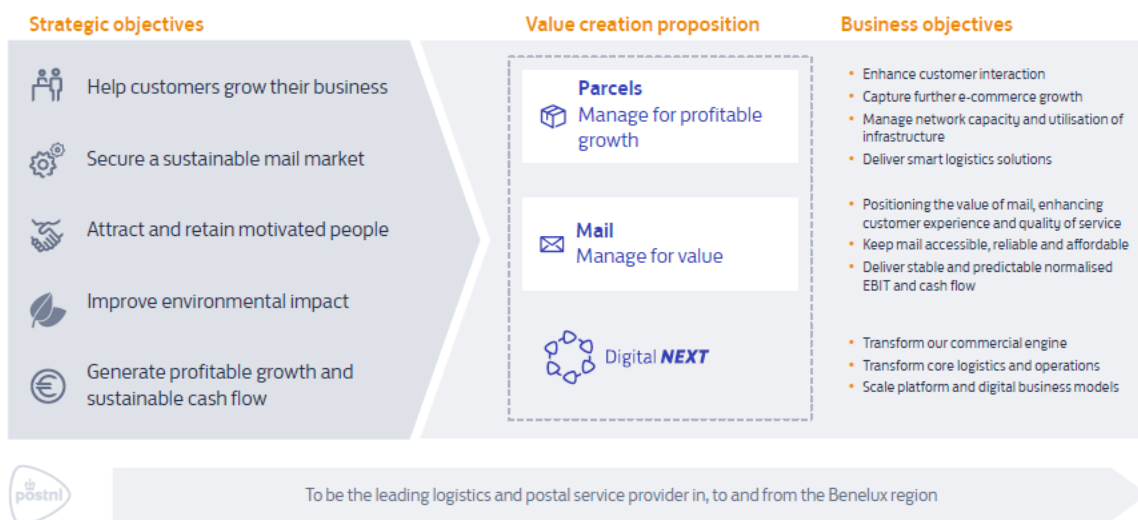 Strategic objectives
Help customers grow their business
Secure a sustainable mail market
Attract and retain motivated people
Improve environmental impact
Generate profitable growth and
sustainable cash flow
Value creation proposition
Parcels
Manage for profitable
growth
Mail
Manage for value
Digital NEXT
Business objectives
• Enhance customer interaction
• Capture further e-commerce growth
• Manage network capacity and utilisation of
infrastructure
• Deliver smart logistics solutions
• Positioning the value of mail, enhancing
customer experience and quality of service
• Keep mail accessible, reliable and affordable
• Deliver stable and predictable normalised
EBIT and cash flow
• Transform our commercial engine
• Transform core logistics and operations
• Scale platform and digital business models
postnl
To be the leading logistics and postal service provider in, to and from the Benelux region